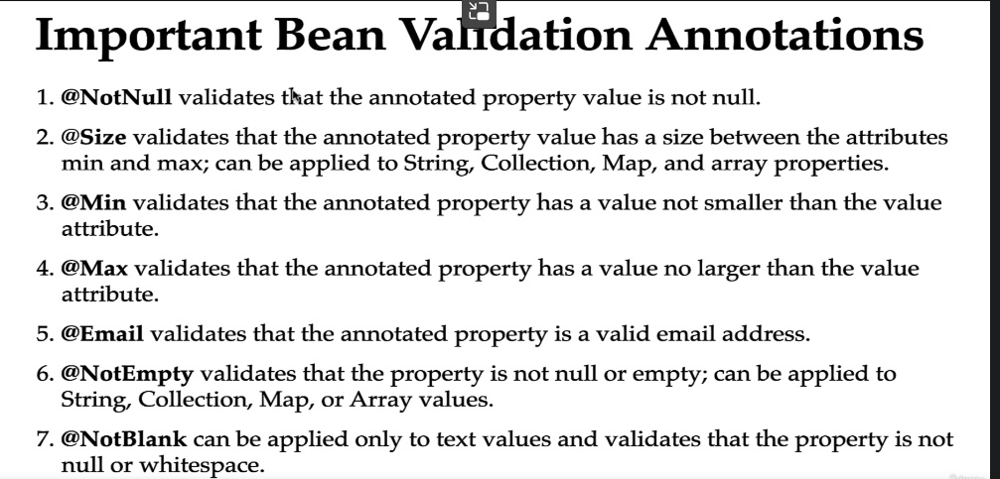 Important Bean Validation Annotations
1. @NotNull validates that the annotated property value is not null.
2. @Size validates that the annotated property value has a size between the attributes
min and max; can be applied to String, Collection, Map, and array properties.
3. @Min validates that the annotated property has a value not smaller than the value
attribute.
4. @Max validates that the annotated property has a value no larger than the value
attribute.
5. @Email validates that the annotated property is a valid email address.
6. @NotEmpty validates that the property is not null or empty; can be applied to
String, Collection, Map, or Array values.
7. @NotBlank can be applied only to text values and validates that the property is not
null or whitespace.